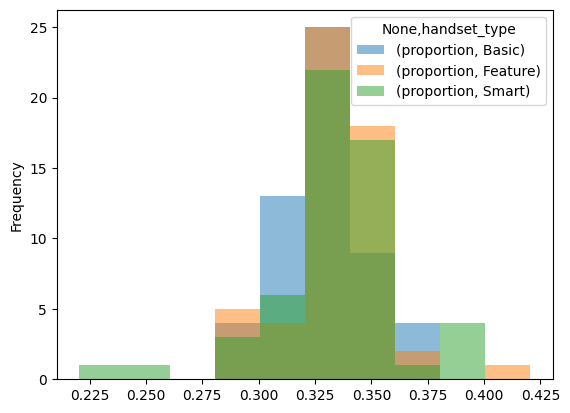 None,handset_type
(proportion, Basic)
(proportion, Feature)
(proportion, Smart)
Frequency
25
20
15
10
5
0
0.225 0.250 0.275 0.300 0.325 0.350 0.375 0.400 0.425